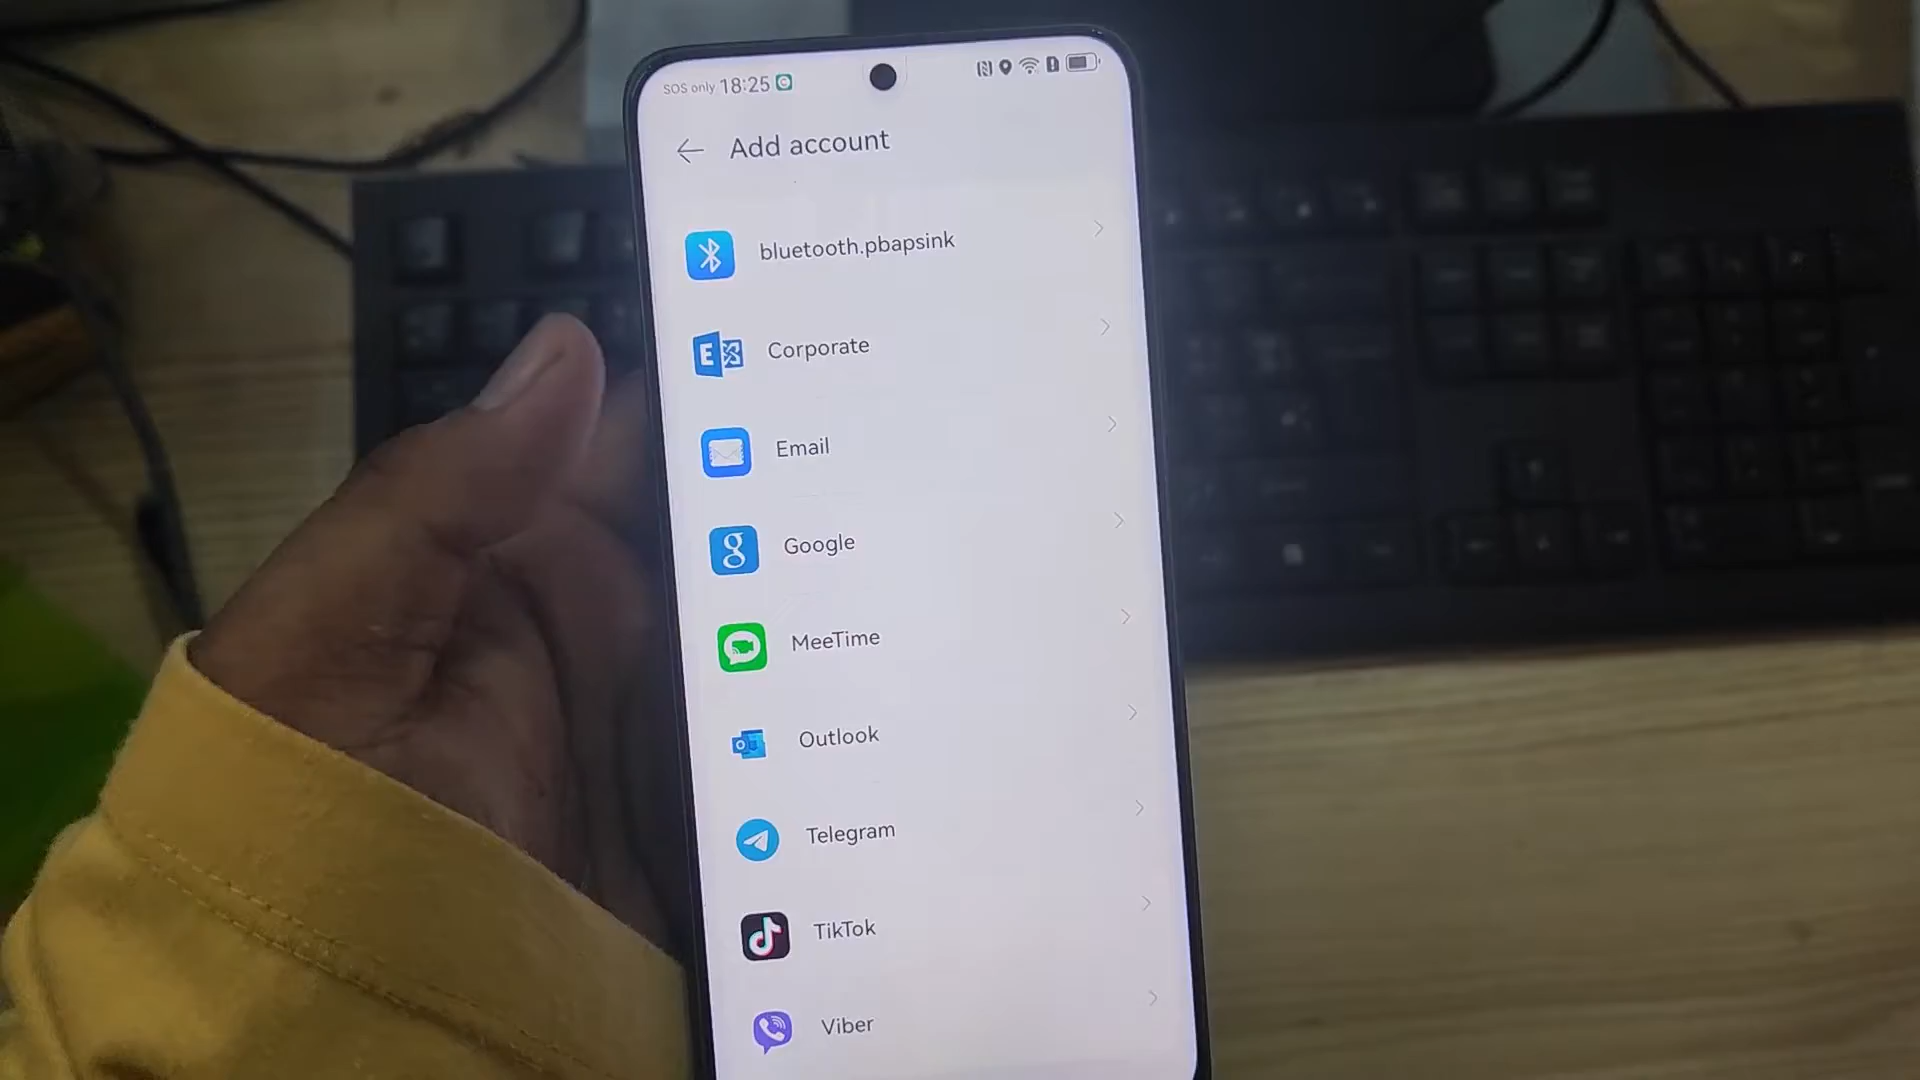 SOS only 18:25
Add account
bluetooth.pbapsink
Corporate
Email
Google
MeeTime
Outlook
Telegram
TikTok
Viber